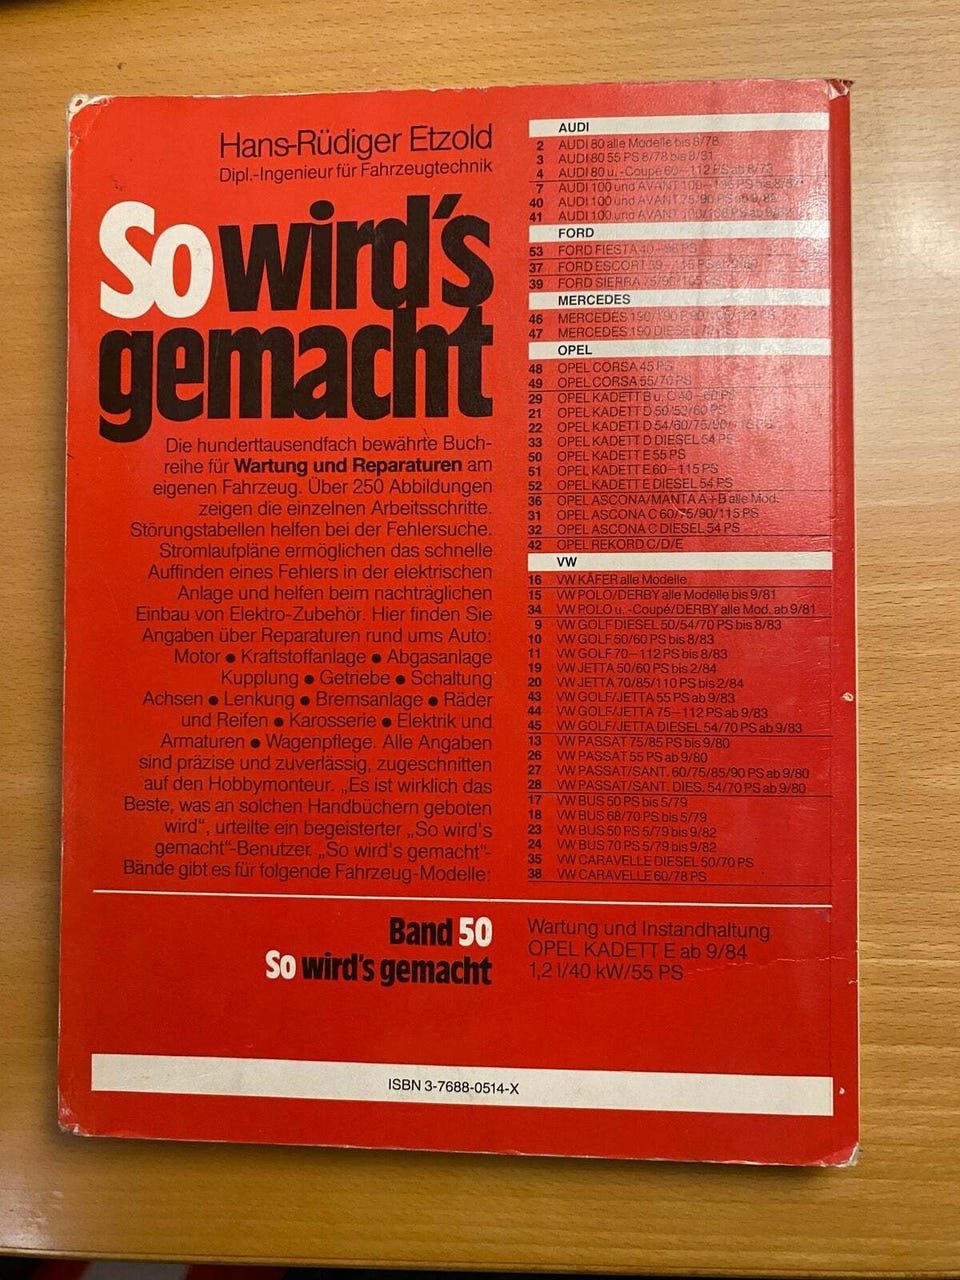 Hans-Rüdiger Etzold
Dipl.-Ingenieur für Fahrzeugtechnik
So wird's
gemacht
Die hunderttausendfach bewährte Buch-
reihe für Wartung und Reparaturen am
eigenen Fahrzeug. Über 250 Abbildungen
zeigen die einzelnen Arbeitsschritte.
Störungstabellen helfen bei der Fehlersuche.
Stromlaufpläne ermöglichen das schnelle
Auffinden eines Fehlers in der elektrischen
Anlage und helfen beim nachträglichen
Einbau von Elektro-Zubehör. Hier finden Sie
Angaben über Reparaturen rund ums Auto:
Motor ● Kraftstoffanlage ● Abgasanlage
Kupplung ● Getriebe ● Schaltung
Achsen ● Lenkung ● Bremsanlage ● Räder
und Reifen ● Karosserie ● Elektrik und
Armaturen ● Wagenpflege. Alle Angaben
sind präzise und zuverlässig, zugeschnitten
auf den Hobbymonteur. „Es ist wirklich das
Beste, was an solchen Handbüchern geboten
wird“, urteilte ein begeisterter „So wird's
gemacht“-Benutzer. „So wird's gemacht“-
Bände gibt es für folgende Fahrzeug-Modelle:
AUDI
2 AUDI 80 alle Modelle bis 8/78
3 AUDI 80 55 PS 8/78 bis 8/81
4 AUDI 80 u. -Coupé 60–112 PS ab 8/78
7 AUDI 100 und AVANT
40 AUDI 100 und AVANT 75/90 PS ab 9/82
41 AUDI 100 und AVANT
FORD
53 FORD FIESTA
37 FORD ESCORT
39 FORD SIERRA
MERCEDES
46 MERCEDES 190/190 E
47 MERCEDES 190 DIESEL 72 PS
OPEL
48 OPEL CORSA 45 PS
49 OPEL CORSA 55/70 PS
29 OPEL KADETT B u. C 40–60 PS
21 OPEL KADETT D 50/53/60 PS
22 OPEL KADETT D 54/60/75/90/ PS
33 OPEL KADETT D DIESEL 54 PS
50 OPEL KADETT E 55 PS
51 OPEL KADETT E 60–115 PS
52 OPEL KADETT E DIESEL 54 PS
36 OPEL ASCONA/MANTA A+B alle Mod.
31 OPEL ASCONA C 60/75/90/115 PS
32 OPEL ASCONA C DIESEL 54 PS
42 OPEL REKORD C/D/E
VW
16 VW KÄFER alle Modelle
15 VW POLO/DERBY alle Modelle bis 9/81
34 VW POLO u. -Coupé/DERBY alle Mod. ab 9/81
9 VW GOLF DIESEL 50/54/70 PS bis 8/83
10 VW GOLF 50/60 PS bis 8/83
11 VW GOLF 70–112 PS bis 8/83
19 VW JETTA 50/60 PS bis 2/84
20 VW JETTA 70/85/110 PS bis 2/84
43 VW GOLF/JETTA 55 PS ab 9/83
44 VW GOLF/JETTA 75–112 PS ab 9/83
45 VW GOLF/JETTA DIESEL 54/70 PS ab 9/83
13 VW PASSAT 75/85 PS bis 9/80
26 VW PASSAT 55 PS ab 9/80
27 VW PASSAT/SANT. 60/75/85/90 PS ab 9/80
28 VW PASSAT/SANT. DIES. 54/70 PS ab 9/80
17 VW BUS 50 PS bis 5/79
18 VW BUS 68/70 PS bis 5/79
23 VW BUS 50 PS 5/79 bis 9/82
24 VW BUS 70 PS 5/79 bis 9/82
35 VW CARAVELLE DIESEL 50/70 PS
38 VW CARAVELLE 60/78 PS
Band 50
So wird's gemacht
Wartung und Instandhaltung
OPEL KADETT E ab 9/84
1,2 l/40 kW/55 PS
ISBN 3-7688-0514-X